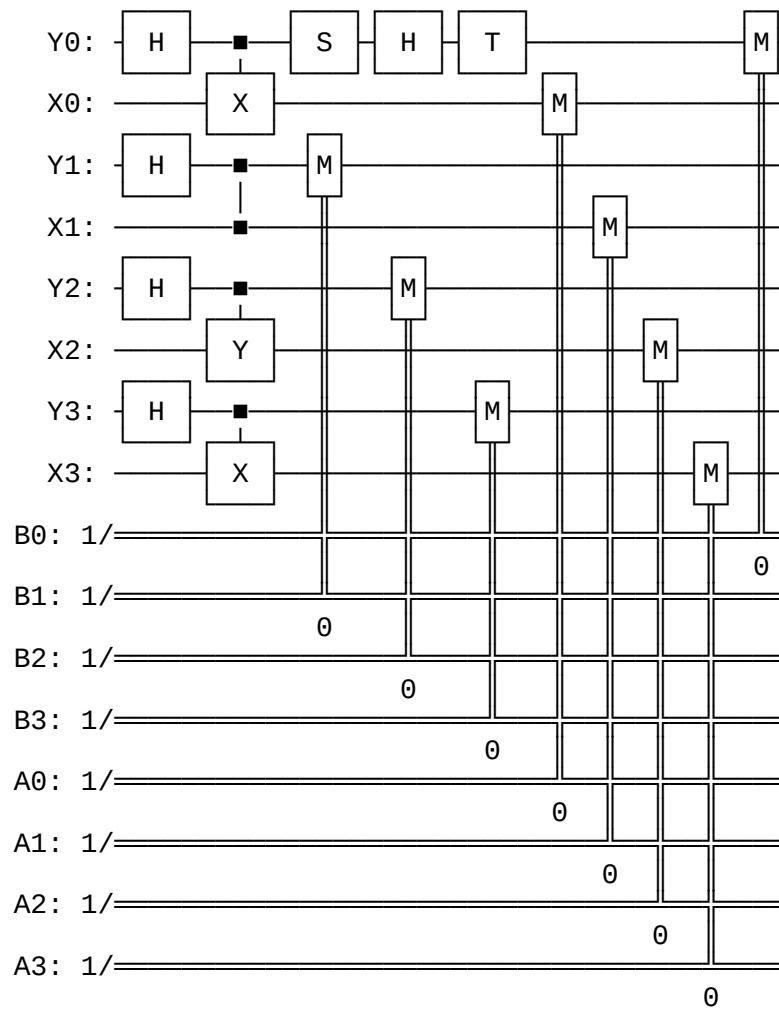 Y0: H S H T M
X0: X M
Y1: H M
X1: M
Y2: H M
X2: Y M
Y3: H M
X3: X M
B0: 1/
0
B1: 1/
0
B2: 1/
0
B3: 1/
0
A0: 1/
0
A1: 1/
0
A2: 1/
0
A3: 1/
0